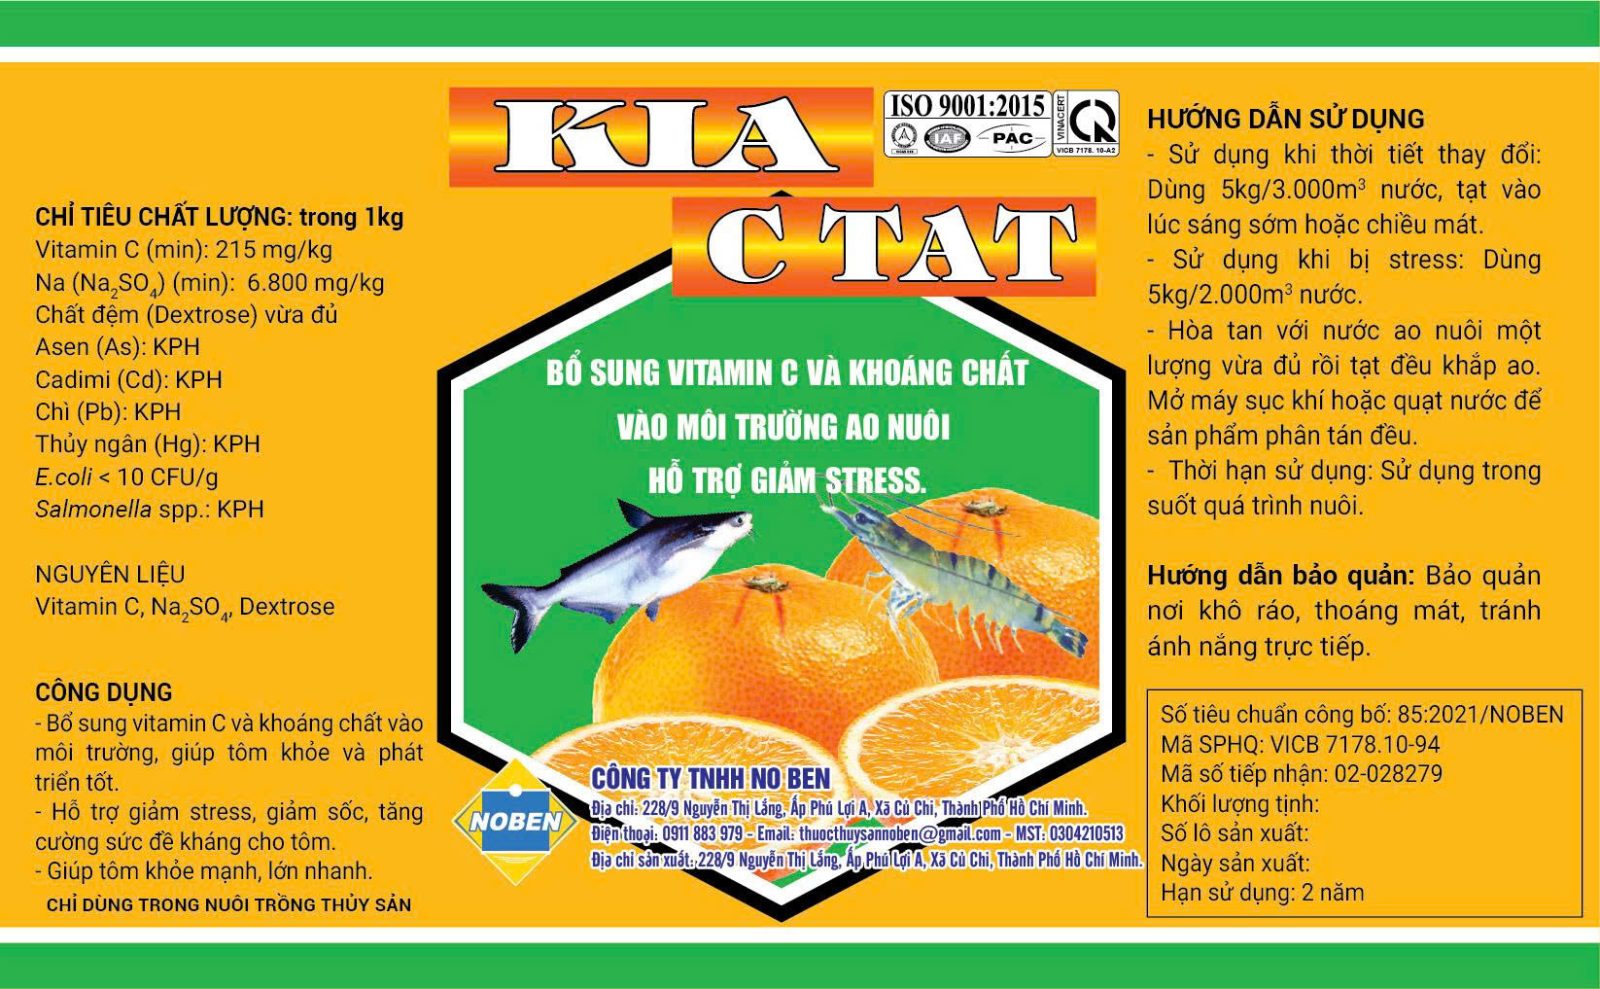 KIA
C TAT
ISO 9001:2015
IAF
PAC
VINACERT
VICB 7178. 10-A2
CHỈ TIÊU CHẤT LƯỢNG: trong 1kg
Vitamin C (min): 215 mg/kg
Na (Na₂SO₄) (min): 6.800 mg/kg
Chất đệm (Dextrose) vừa đủ
Asen (As): KPH
Cadimi (Cd): KPH
Chì (Pb): KPH
Thủy ngân (Hg): KPH
E.coli < 10 CFU/g
Salmonella spp.: KPH
NGUYÊN LIỆU
Vitamin C, Na₂SO₄, Dextrose
CÔNG DỤNG
- Bổ sung vitamin C và khoáng chất vào
môi trường, giúp tôm khỏe và phát
triển tốt.
- Hỗ trợ giảm stress, giảm sốc, tăng
cường sức đề kháng cho tôm.
- Giúp tôm khỏe mạnh, lớn nhanh.
CHỈ DÙNG TRONG NUÔI TRỒNG THỦY SẢN
BỔ SUNG VITAMIN C VÀ KHOÁNG CHẤT
VÀO MÔI TRƯỜNG AO NUÔI
HỖ TRỢ GIẢM STRESS.
NOBEN
CÔNG TY TNHH NO BEN
Địa chỉ: 228/9 Nguyễn Thị Lắng, Ấp Phú Lợi A, Xã Củ Chi, Thành Phố Hồ Chí Minh.
Điện thoại: 0911 883 979 - Email: thuocthuysannoben@gmail.com - MST: 0304210513
Địa chỉ sản xuất: 228/9 Nguyễn Thị Lắng, Ấp Phú Lợi A, Xã Củ Chi, Thành Phố Hồ Chí Minh.
HƯỚNG DẪN SỬ DỤNG
- Sử dụng khi thời tiết thay đổi:
Dùng 5kg/3.000m³ nước, tạt vào
lúc sáng sớm hoặc chiều mát.
- Sử dụng khi bị stress: Dùng
5kg/2.000m³ nước.
- Hòa tan với nước ao nuôi một
lượng vừa đủ rồi tạt đều khắp ao.
Mở máy sục khí hoặc quạt nước để
sản phẩm phân tán đều.
- Thời hạn sử dụng: Sử dụng trong
suốt quá trình nuôi.
Hướng dẫn bảo quản: Bảo quản
nơi khô ráo, thoáng mát, tránh
ánh nắng trực tiếp.
Số tiêu chuẩn công bố: 85:2021/NOBEN
Mã SPHQ: VICB 7178.10-94
Mã số tiếp nhận: 02-028279
Khối lượng tịnh:
Số lô sản xuất:
Ngày sản xuất:
Hạn sử dụng: 2 năm